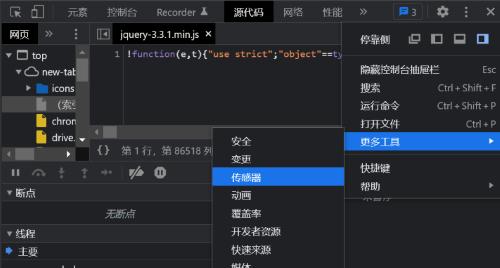 元素 控制台 Recorder 源代码 网络 性能 » 3
网页 » jquery-3.3.1.min.js ×
top
new-tab
icons
（索引
chron
drive.
1 !function(e,t){"use strict";"object"==ty
{} 第 1 行，第 86518 列
断点
无断点
线程
主要
停靠侧
隐藏控制台抽屉栏 Esc
搜索 Ctrl + Shift + F
运行命令 Ctrl + Shift + P
打开文件 Ctrl + P
更多工具
快捷键
帮助
安全
变更
传感器
动画
覆盖率
开发者资源
快速来源